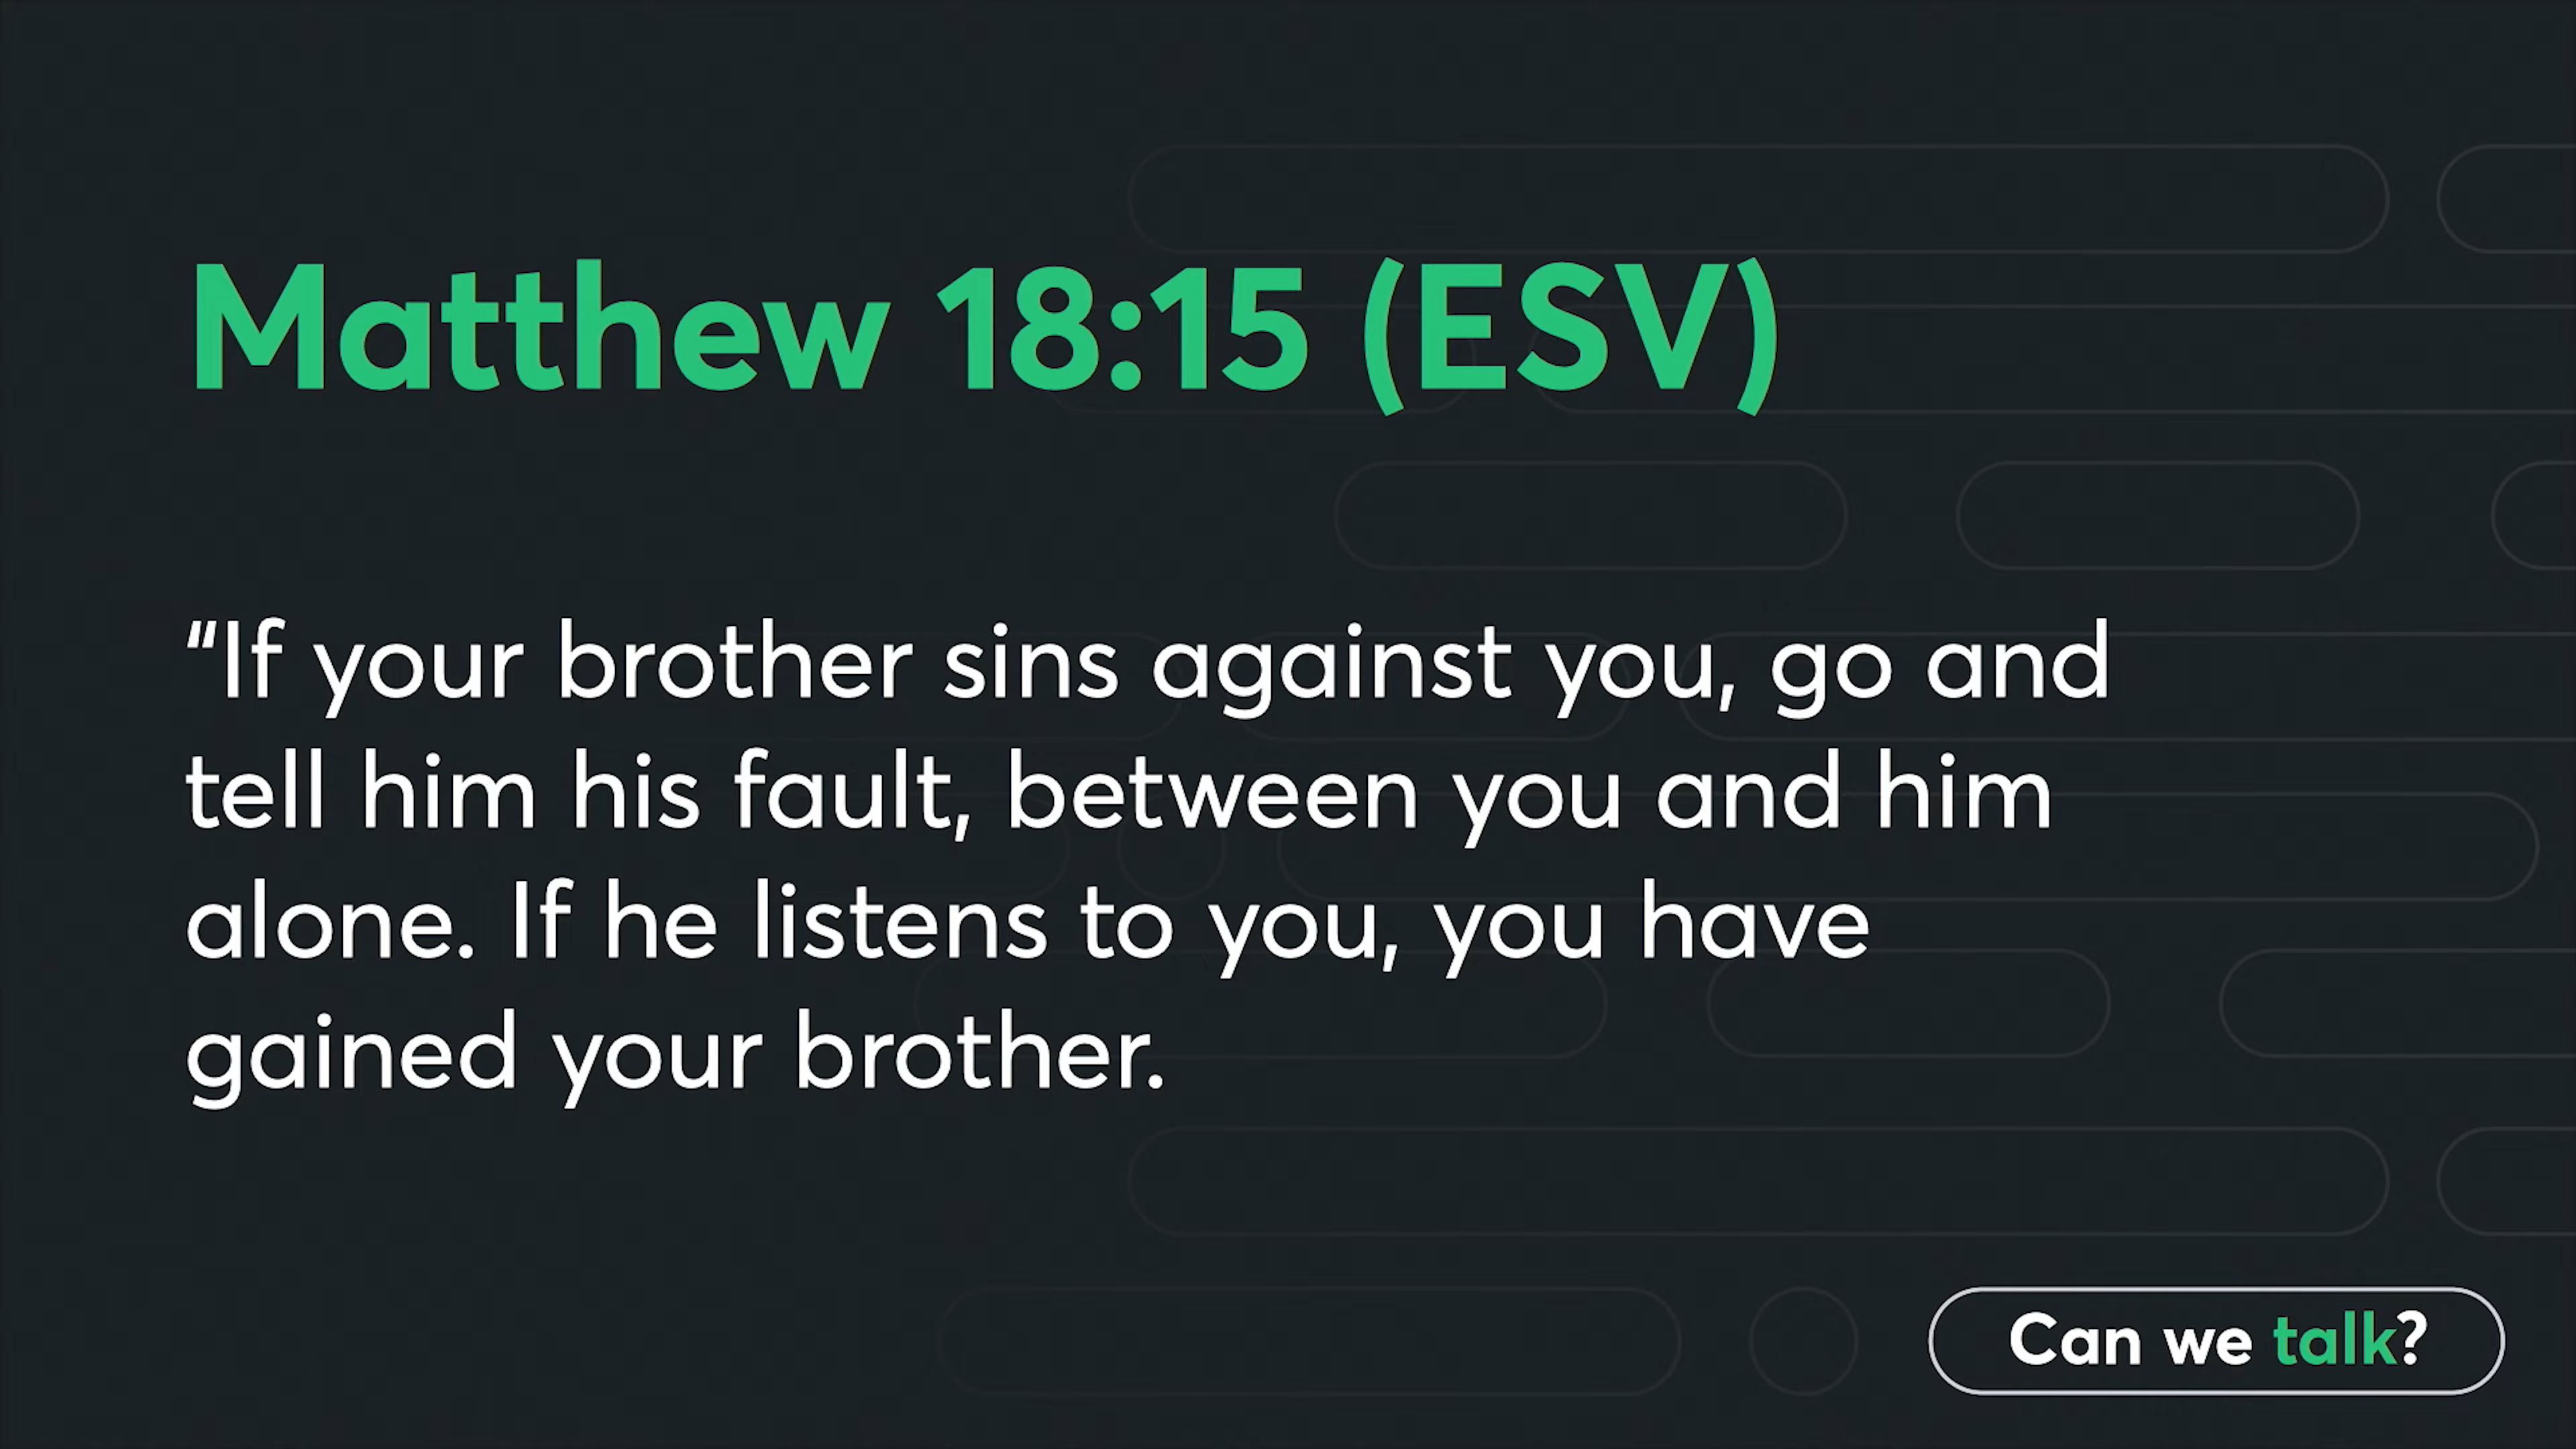 Matthew 18:15 (ESV)
“If your brother sins against you, go and
tell him his fault, between you and him
alone. If he listens to you, you have
gained your brother.
Can we talk?